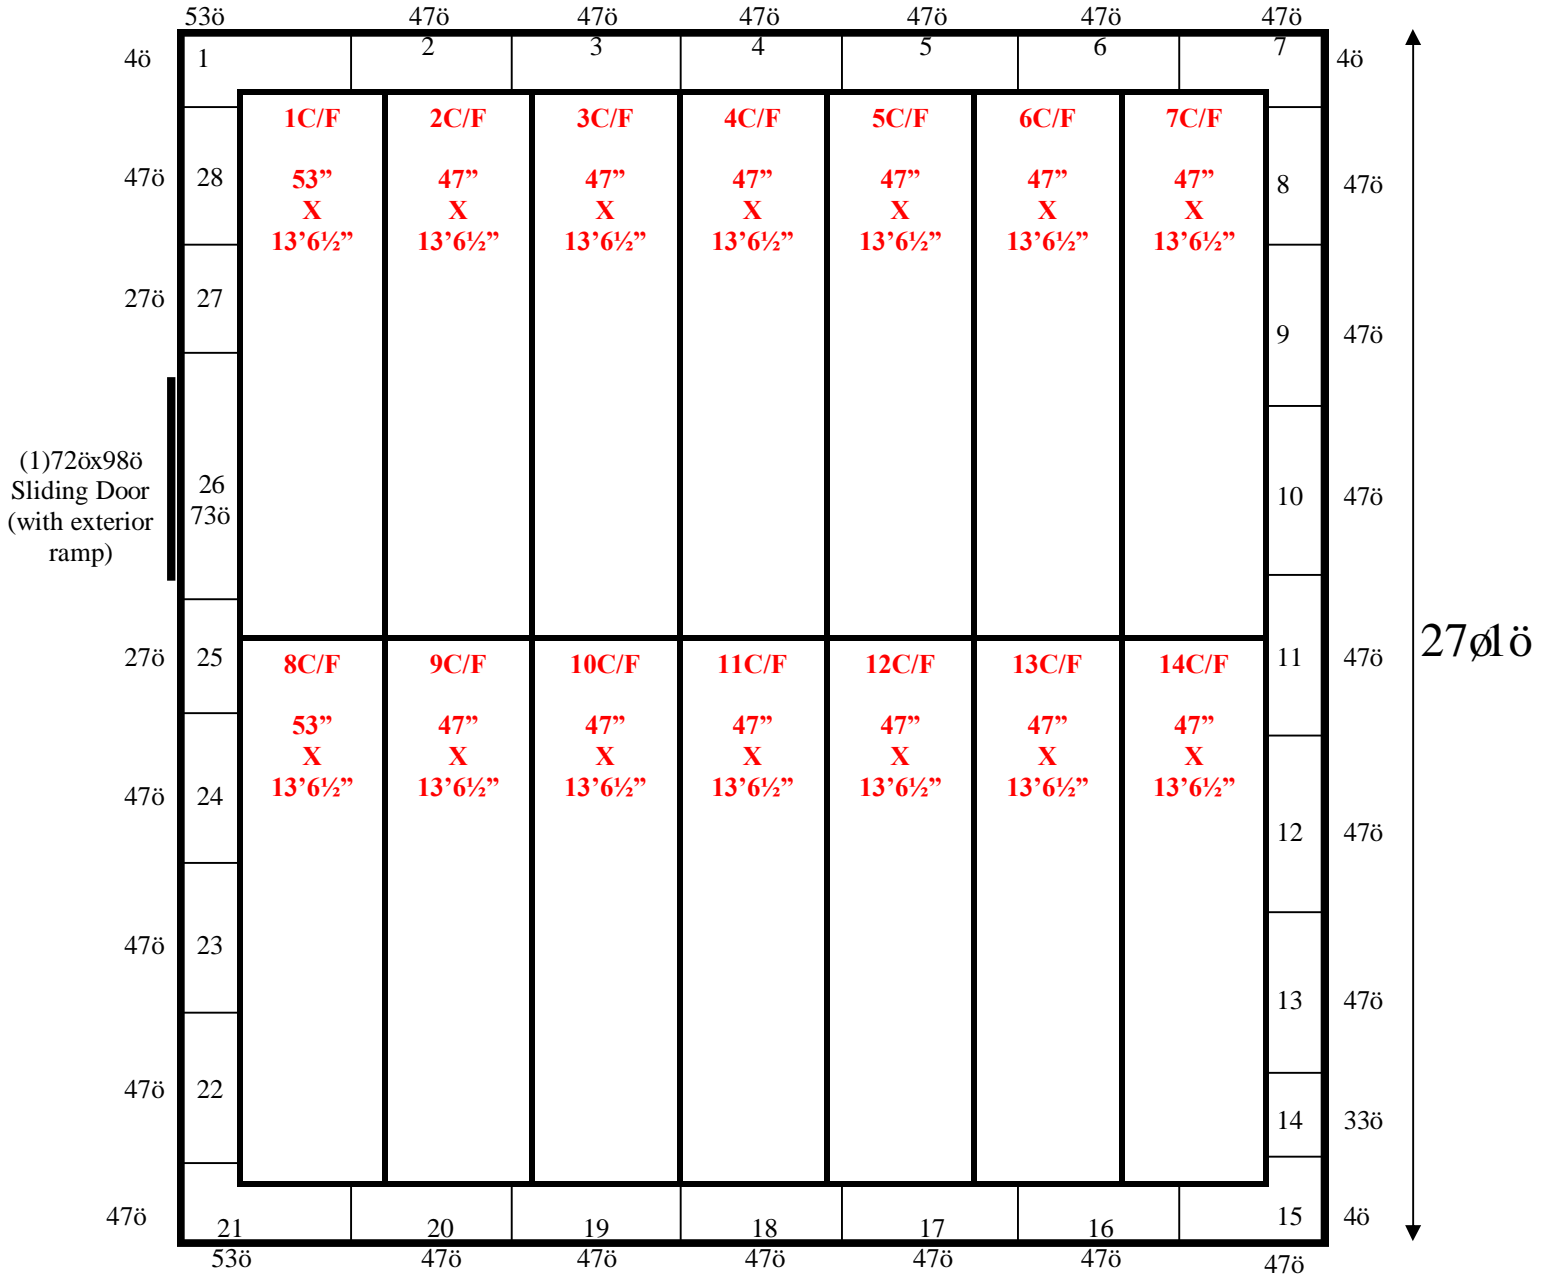 53ö 47ö 47ö 47ö 47ö 47ö 47ö
4ö 1 2 3 4 5 6 7 4ö
1C/F 2C/F 3C/F 4C/F 5C/F 6C/F 7C/F
47ö 28 53” 47” 47” 47” 47” 47” 47” 8 47ö
X X X X X X X
13’6½” 13’6½” 13’6½” 13’6½” 13’6½” 13’6½” 13’6½”
27ö 27
9 47ö
(1)72öx98ö
Sliding Door
(with exterior
ramp)
26
73ö
10 47ö
27ö 25 8C/F 9C/F 10C/F 11C/F 12C/F 13C/F 14C/F 11 47ö
27ø1ö
53” 47” 47” 47” 47” 47” 47”
X X X X X X X
13’6½” 13’6½” 13’6½” 13’6½” 13’6½” 13’6½” 13’6½”
47ö 24
12 47ö
47ö 23
13 47ö
47ö 22
14 33ö
47ö 21 20 19 18 17 16 15 4ö
53ö 47ö 47ö 47ö 47ö 47ö 47ö